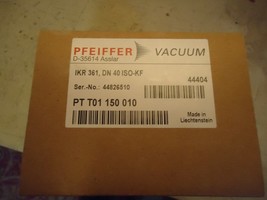 PFEIFFER VACUUM
D-35614 Asslar
IKR 361, DN 40 ISO-KF 44404
Ser.-No.: 44826810
PT T01 150 010
Made in
Liechtenstein